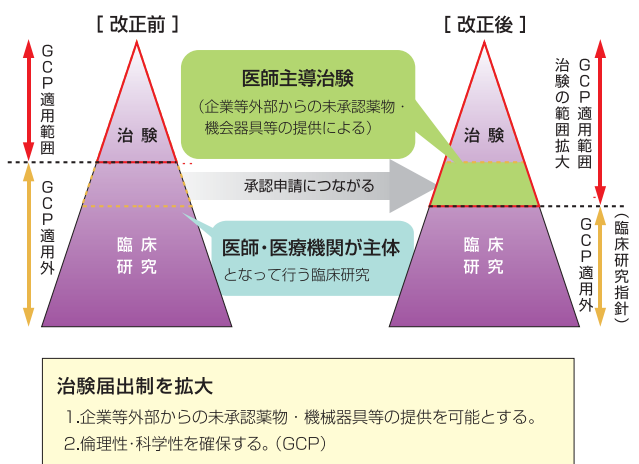 [ 改正前 ]
[ 改正後 ]
GCP適用範囲
GCP適用外
治 験
臨 床
研 究
医師主導治験
(企業等外部からの未承認薬物・
機会器具等の提供による)
承認申請につながる
医師・医療機関が主体
となって行う臨床研究
治 験
臨 床
研 究
GCP適用範囲
治験の範囲拡大
GCP適用外
(臨床研究指針)
治験届出制を拡大
1.企業等外部からの未承認薬物・機械器具等の提供を可能とする。
2.倫理性・科学性を確保する。(GCP)